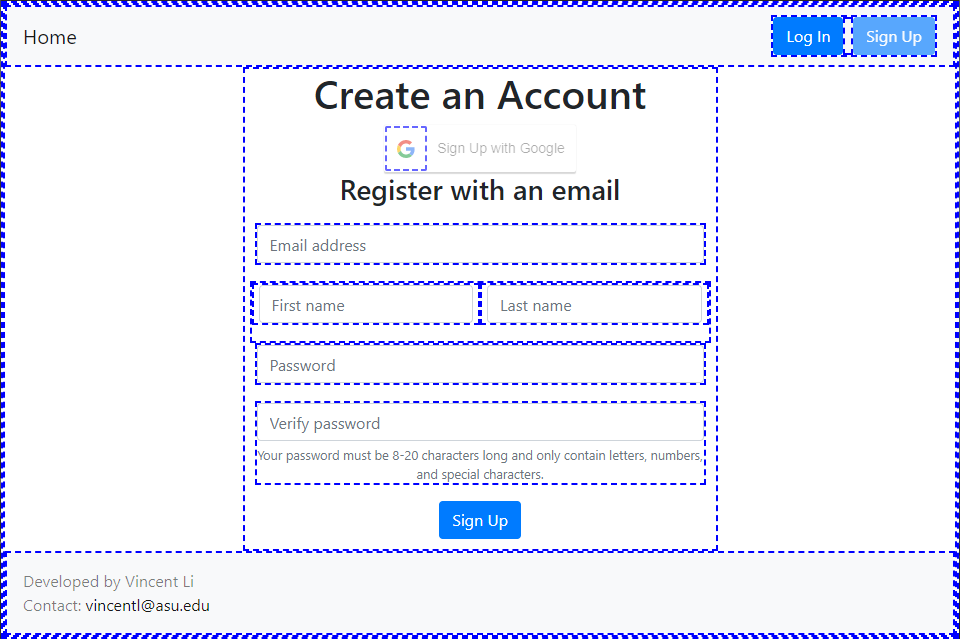 Home
Log In
Sign Up
Create an Account
Sign Up with Google
Register with an email
Email address
First name
Last name
Password
Verify password
Your password must be 8-20 characters long and only contain letters, numbers,
and special characters.
Sign Up
Developed by Vincent Li
Contact: vincentl@asu.edu